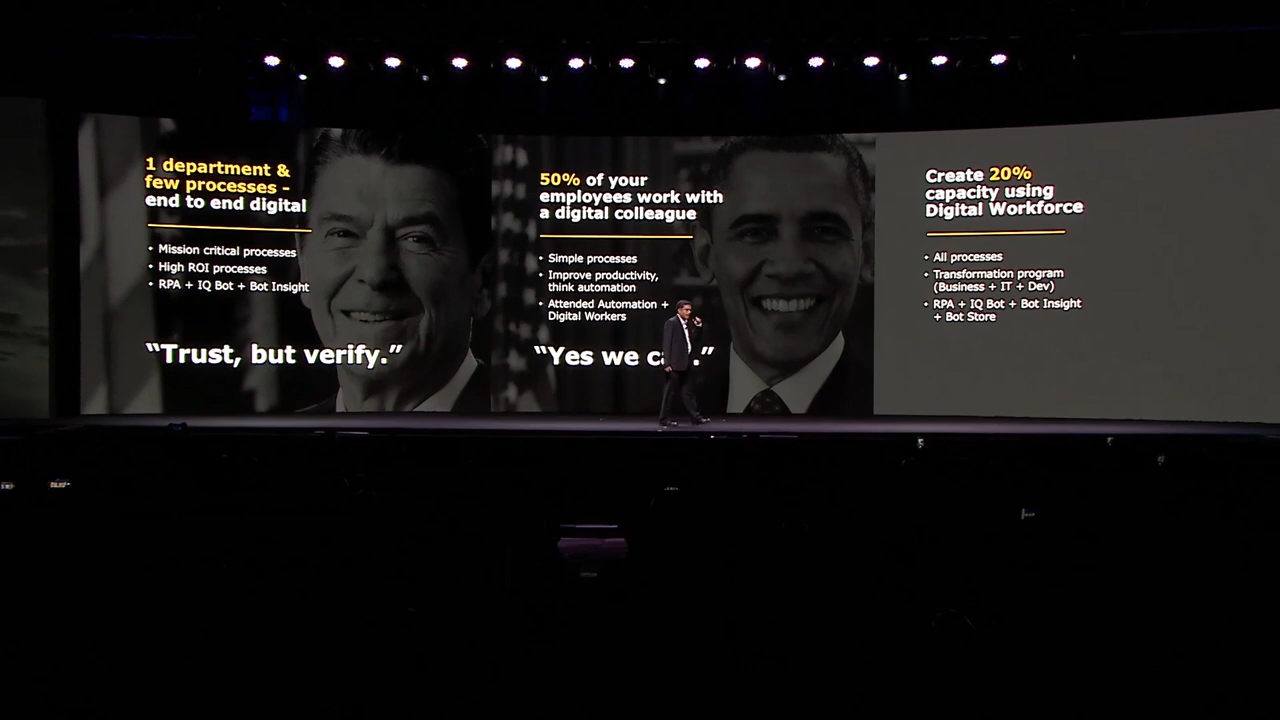 1 department &
few processes -
end to end digital
• Mission critical processes
• High ROI processes
• RPA + IQ Bot + Bot Insight
“Trust, but verify.”
50% of your
employees work with
a digital colleague
• Simple processes
• Improve productivity,
think automation
• Attended Automation +
Digital Workers
“Yes we ca .”
Create 20%
capacity using
Digital Workforce
• All processes
• Transformation program
(Business + IT + Dev)
• RPA + IQ Bot + Bot Insight
+ Bot Store